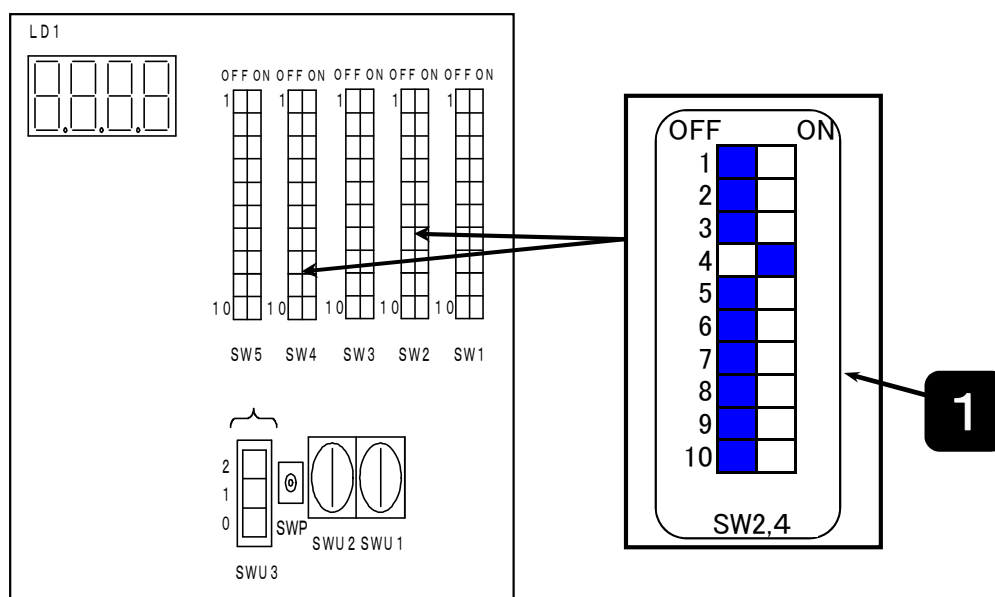 LD1
OFF ON OFF ON OFF ON OFF ON OFF ON
1 1 1 1 1
10 10 10 10 10
SW5 SW4 SW3 SW2 SW1
2
1
0
SWP
SWU2 SWU1
SWU3
OFF ON
1
2
3
4
5
6
7
8
9
10
SW2,4
1